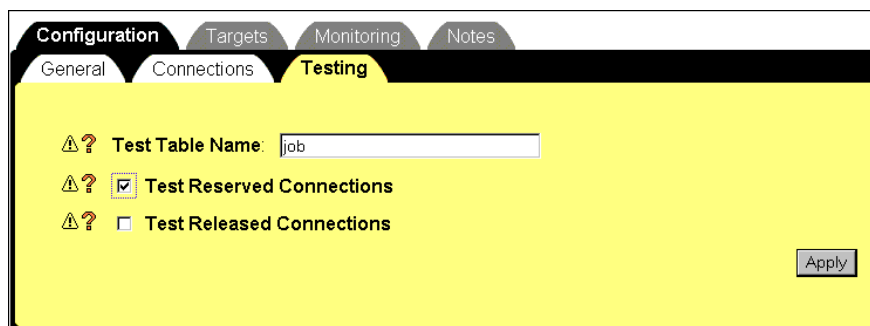 Configuration Targets Monitoring Notes
General Connections Testing
? Test Table Name: job
? Test Reserved Connections
? Test Released Connections
Apply